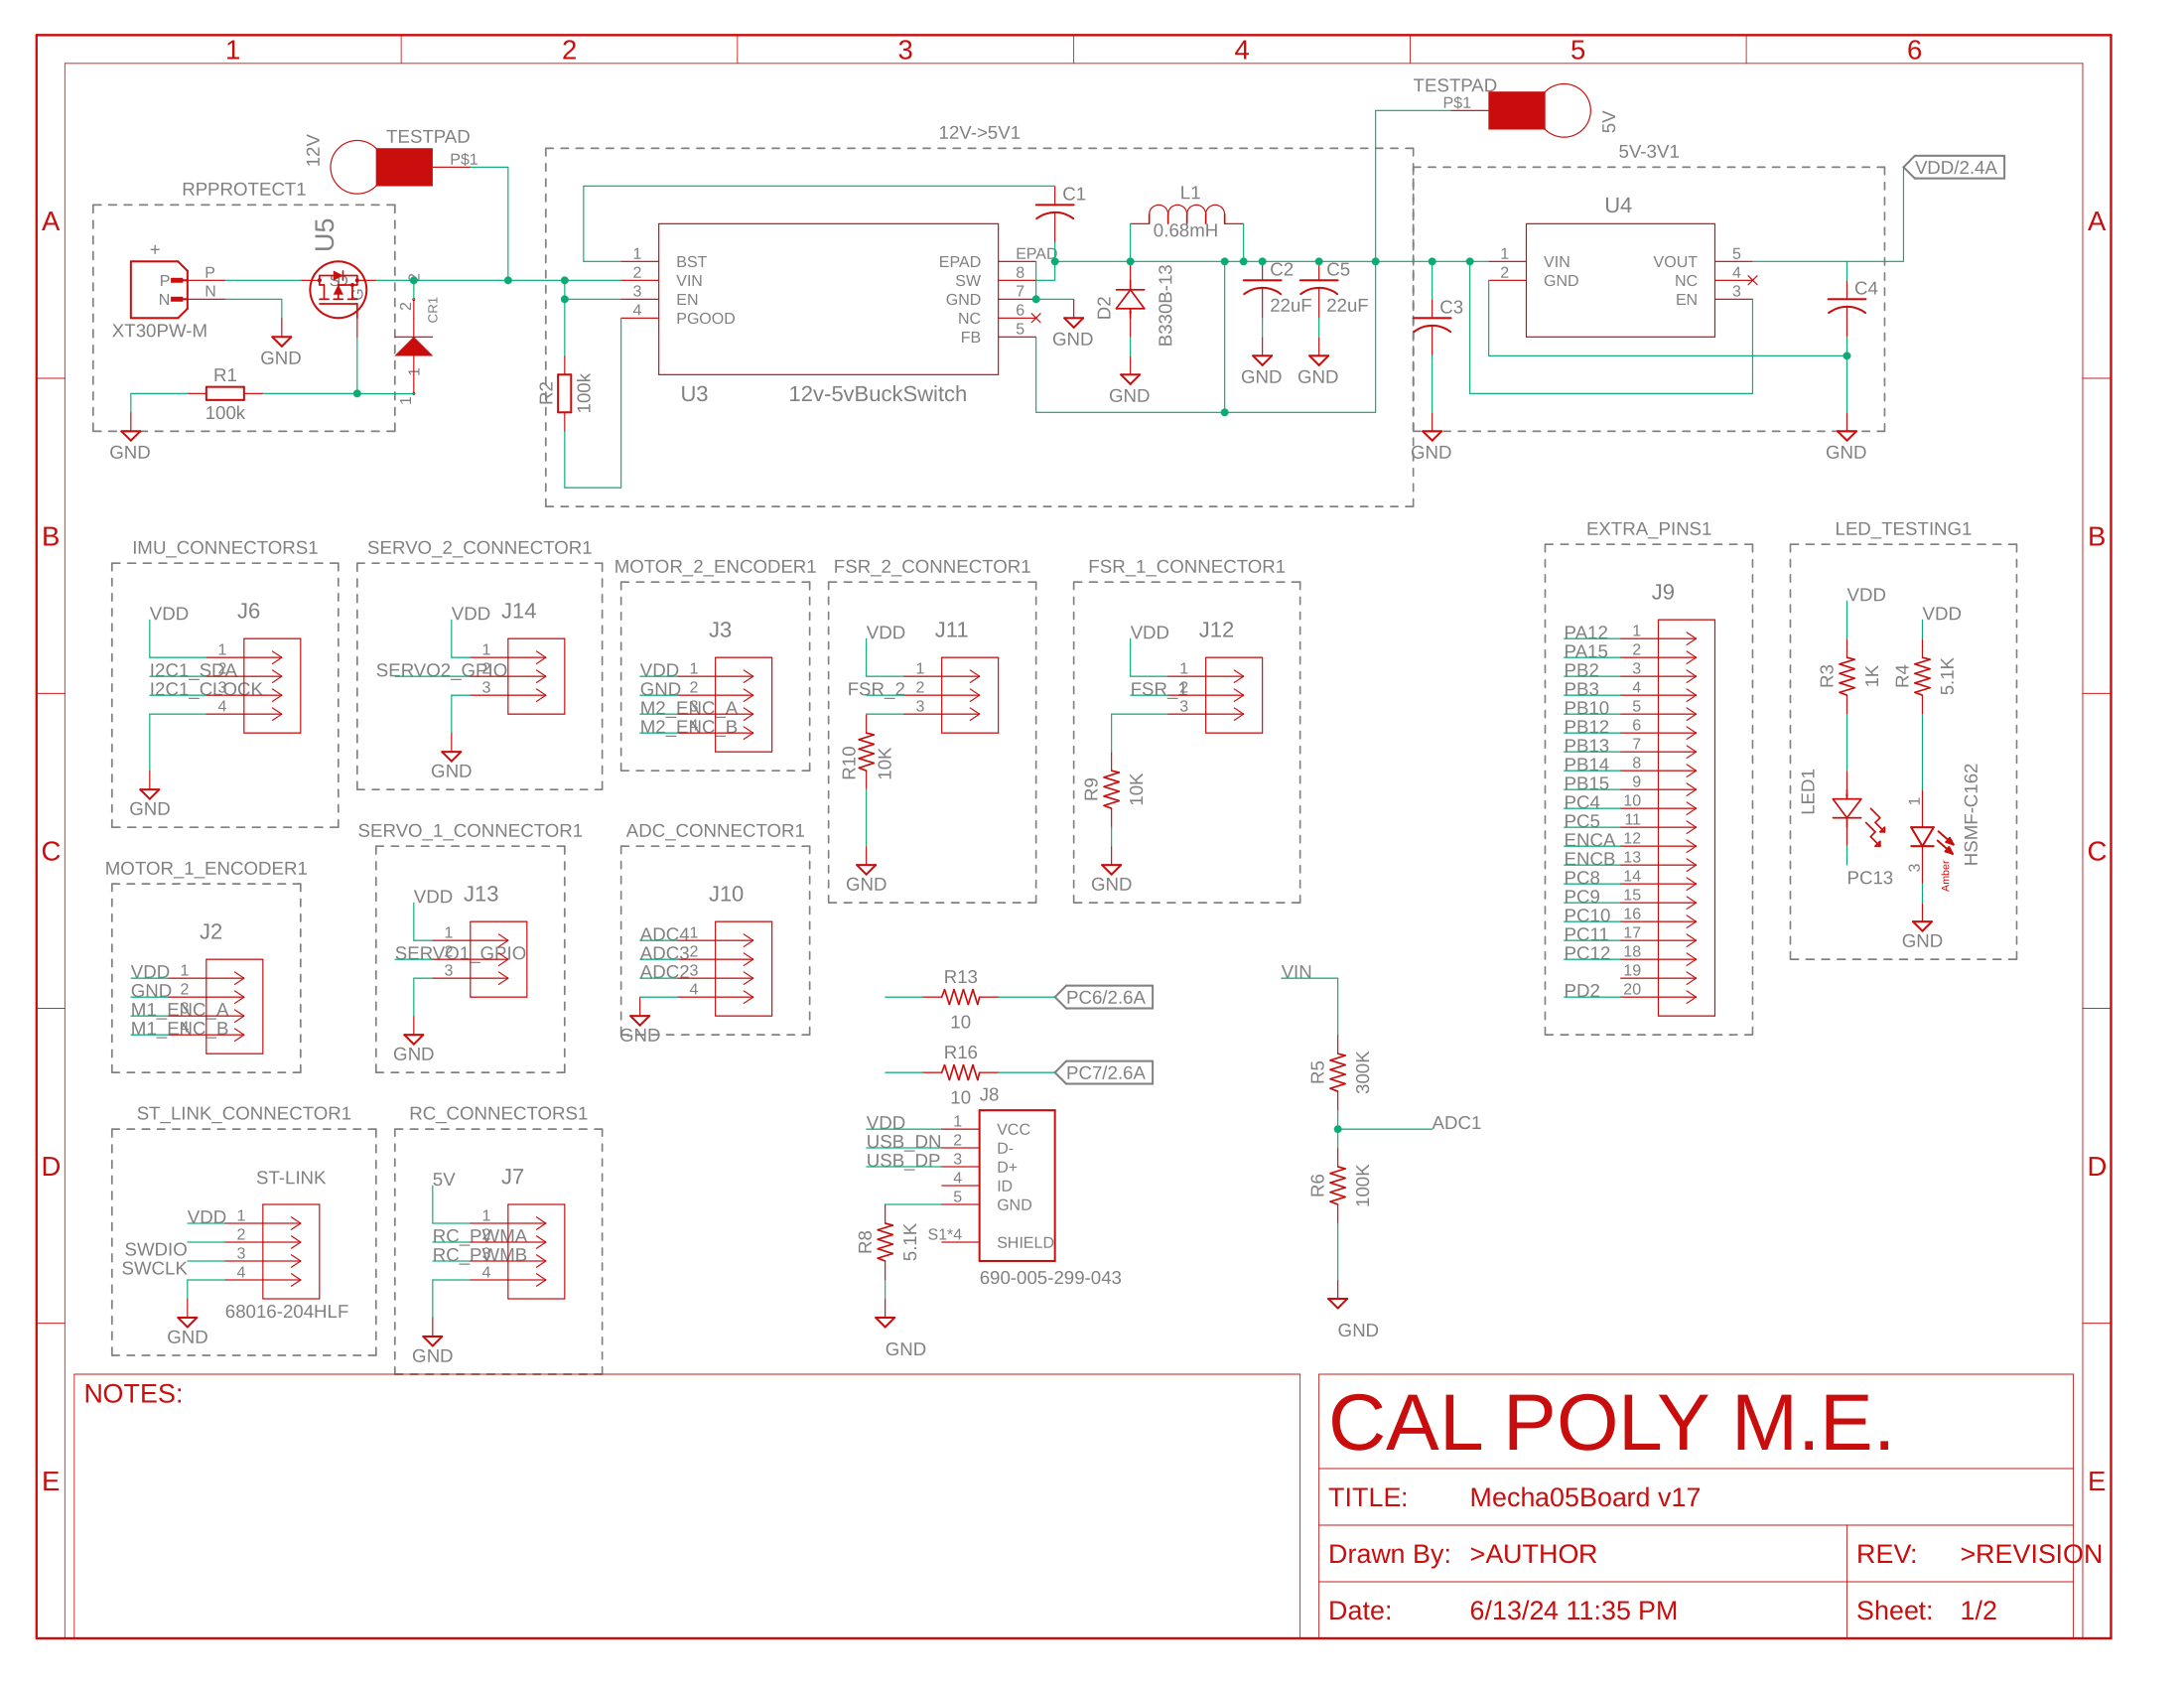 1 2 3 4 5 6
A
B
C
D
E
A
B
C
D
E
12V
TESTPAD
P$1
RPPROTECT1
U5
+
P
N
P
N
XT30PW-M
GND
S
G
2
2
CR1
1
1
R1
100k
GND
12V->5V1
C1
1
2
3
4
BST
VIN
EN
PGOOD
EPAD
SW
GND
NC
FB
EPAD
8
7
6
5
U3
12v-5vBuckSwitch
R2
100k
GND
L1
0.68mH
D2
B330B-13
GND
C2
22uF
GND
C5
22uF
GND
TESTPAD
P$1
5V
5V-3V1
U4
1
2
VIN
GND
VOUT
NC
EN
5
4
3
C3
GND
C4
GND
VDD/2.4A
IMU_CONNECTORS1
VDD
J6
1
I2C1_SDA
2
I2C1_CLOCK
3
4
GND
SERVO_2_CONNECTOR1
VDD
J14
1
SERVO2_GPIO
2
3
GND
MOTOR_2_ENCODER1
J3
VDD 1
GND 2
M2_ENC_A 3
M2_ENC_B 4
FSR_2_CONNECTOR1
VDD
J11
1
FSR_2 2
3
R10
10K
GND
FSR_1_CONNECTOR1
VDD
J12
1
FSR_1
2
3
R9
10K
GND
EXTRA_PINS1
J9
PA12 1
PA15 2
PB2 3
PB3 4
PB10 5
PB12 6
PB13 7
PB14 8
PB15 9
PC4 10
PC5 11
ENCA 12
ENCB 13
PC8 14
PC9 15
PC10 16
PC11 17
PC12 18
19
PD2 20
LED_TESTING1
VDD
VDD
R3
1K
R4
5.1K
LED1
PC13
1
3
Amber
HSMF-C162
GND
MOTOR_1_ENCODER1
J2
VDD 1
GND 2
M1_ENC_A 3
M1_ENC_B 4
SERVO_1_CONNECTOR1
VDD
J13
1
SERVO1_GPIO
2
3
GND
ADC_CONNECTOR1
J10
ADC4 1
ADC3 2
ADC2 3
4
GND
R13
10
PC6/2.6A
R16
10
PC7/2.6A
J8
VDD 1 VCC
USB_DN 2 D-
USB_DP 3 D+
4 ID
5 GND
S1*4 SHIELD
690-005-299-043
R8
5.1K
GND
VIN
R5
300K
ADC1
R6
100K
GND
ST_LINK_CONNECTOR1
ST-LINK
VDD 1
2
SWDIO 3
SWCLK 4
68016-204HLF
GND
RC_CONNECTORS1
5V
J7
1
RC_PWMA 2
RC_PWMB 3
4
GND
NOTES:
CAL POLY M.E.
TITLE: Mecha05Board v17
Drawn By: >AUTHOR
REV: >REVISION
Date: 6/13/24 11:35 PM
Sheet: 1/2